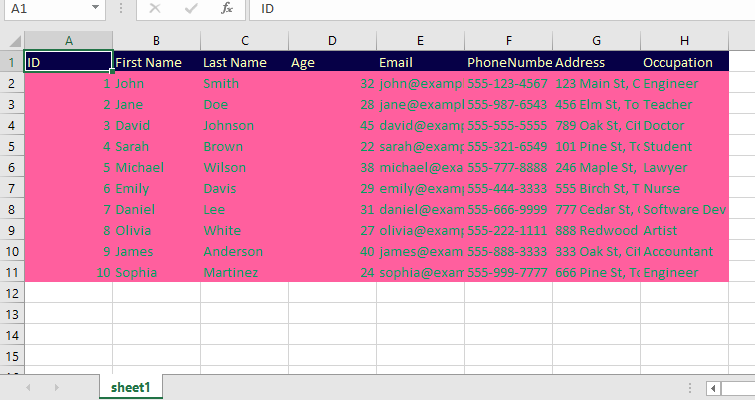 A1 fx ID
A B C D E F G H
1 ID First Name Last Name Age Email PhoneNumbe Address Occupation
2 1 John Smith 32 john@examp 555-123-4567 123 Main St, C Engineer
3 2 Jane Doe 28 jane@exampl 555-987-6543 456 Elm St, To Teacher
4 3 David Johnson 45 david@examp 555-555-5555 789 Oak St, Cit Doctor
5 4 Sarah Brown 22 sarah@examp 555-321-6549 101 Pine St, To Student
6 5 Michael Wilson 38 michael@exa 555-777-8888 246 Maple St, Lawyer
7 6 Emily Davis 29 emily@examp 555-444-3333 555 Birch St, T Nurse
8 7 Daniel Lee 31 daniel@exam 555-666-9999 777 Cedar St, Software Dev
9 8 Olivia White 27 olivia@examp 555-222-1111 888 Redwood Artist
10 9 James Anderson 40 james@exam 555-888-3333 333 Oak St, Cit Accountant
11 10 Sophia Martinez 24 sophia@exam 555-999-7777 666 Pine St, To Engineer
12
13
14
15
sheet1